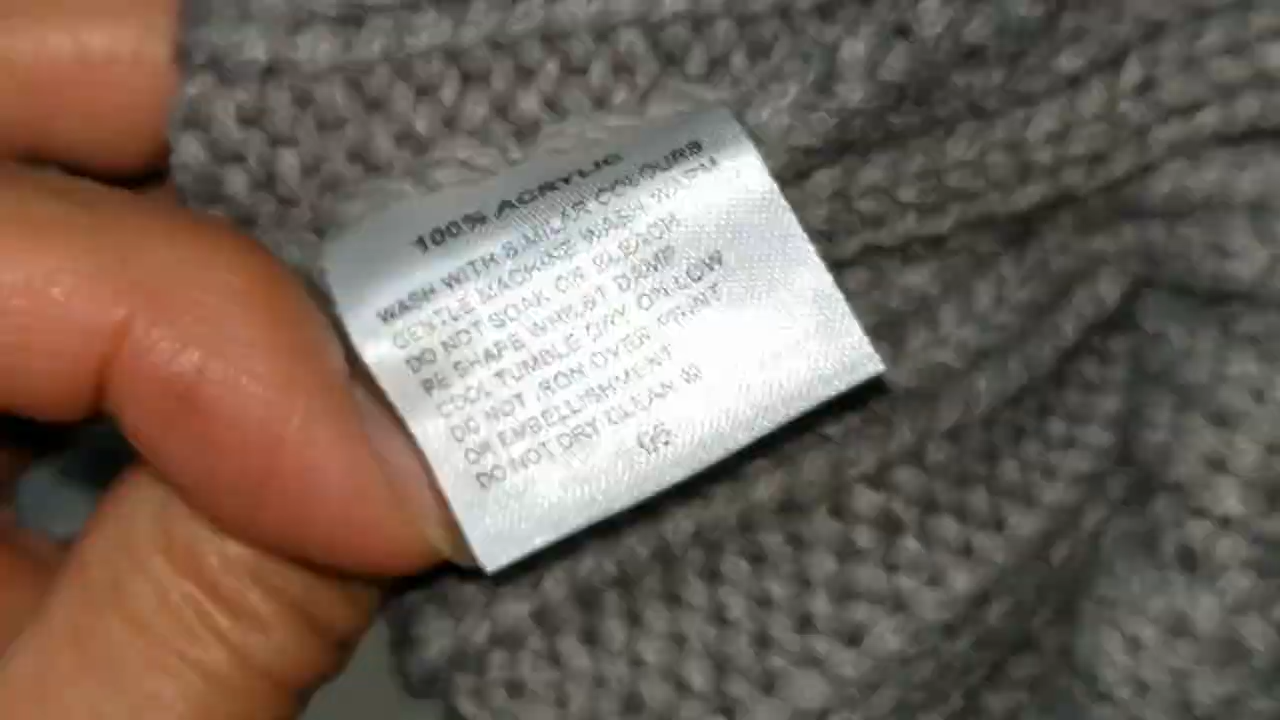 100% ACRYLIC
WASH WITH SIMILAR COLOURS
GENTLE MACHINE WASH WARM
DO NOT SOAK OR BLEACH
RE SHAPE WHILST DAMP
COOL TUMBLE DRY ON LOW
DO NOT IRON OVER PRINT
OR EMBELLISHMENT
DO NOT DRY CLEAN